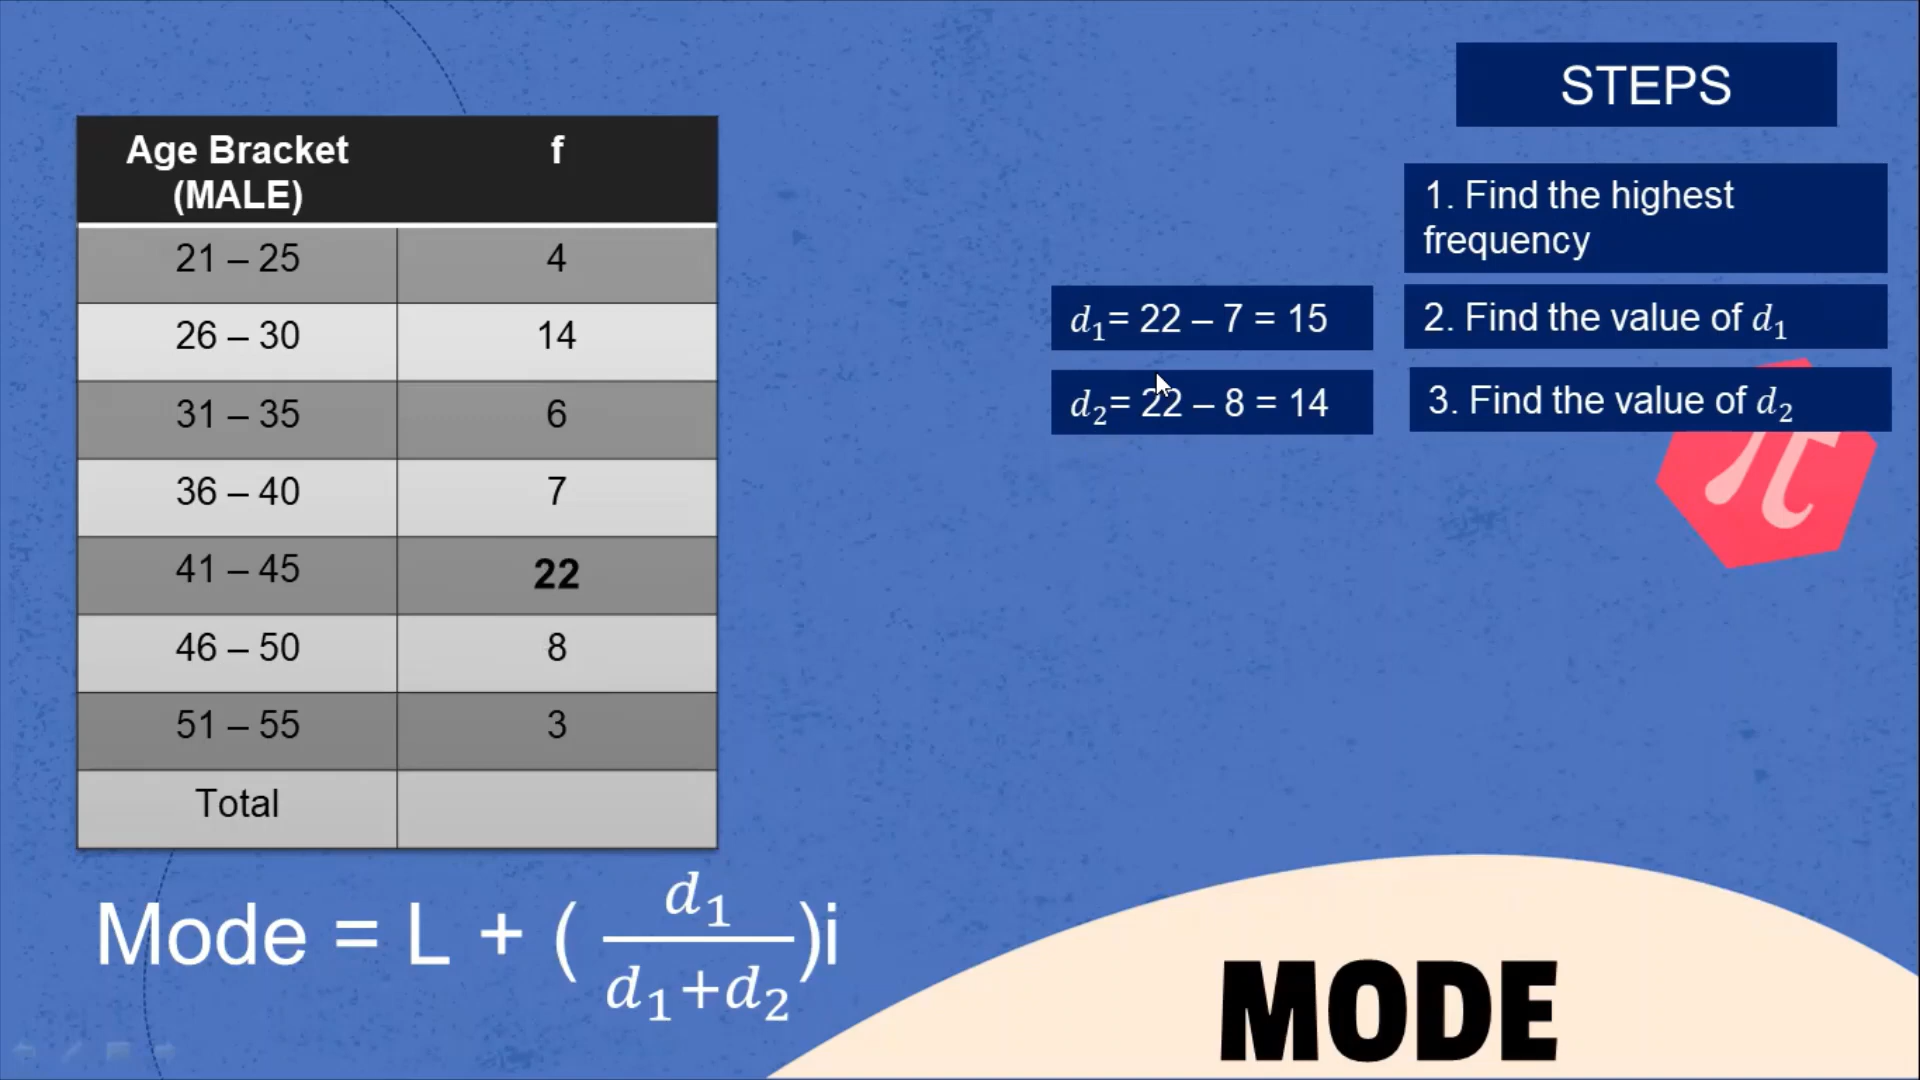 STEPS
Age Bracket f
(MALE)
21 – 25 4
26 – 30 14
31 – 35 6
36 – 40 7
41 – 45 22
46 – 50 8
51 – 55 3
Total
1. Find the highest
frequency
d₁= 22 – 7 = 15
2. Find the value of d₁
d₂= 22 – 8 = 14
3. Find the value of d₂
π
Mode = L + ( d₁ / d₁+d₂ )i
MODE